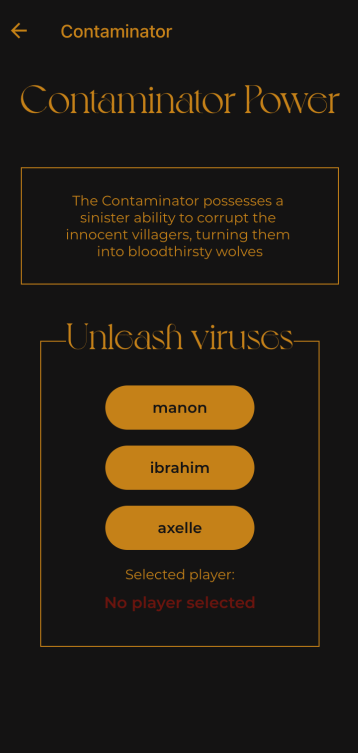 Contaminator
Contaminator Power
The Contaminator possesses a
sinister ability to corrupt the
innocent villagers, turning them
into bloodthirsty wolves
Unleash viruses
manon
ibrahim
axelle
Selected player:
No player selected